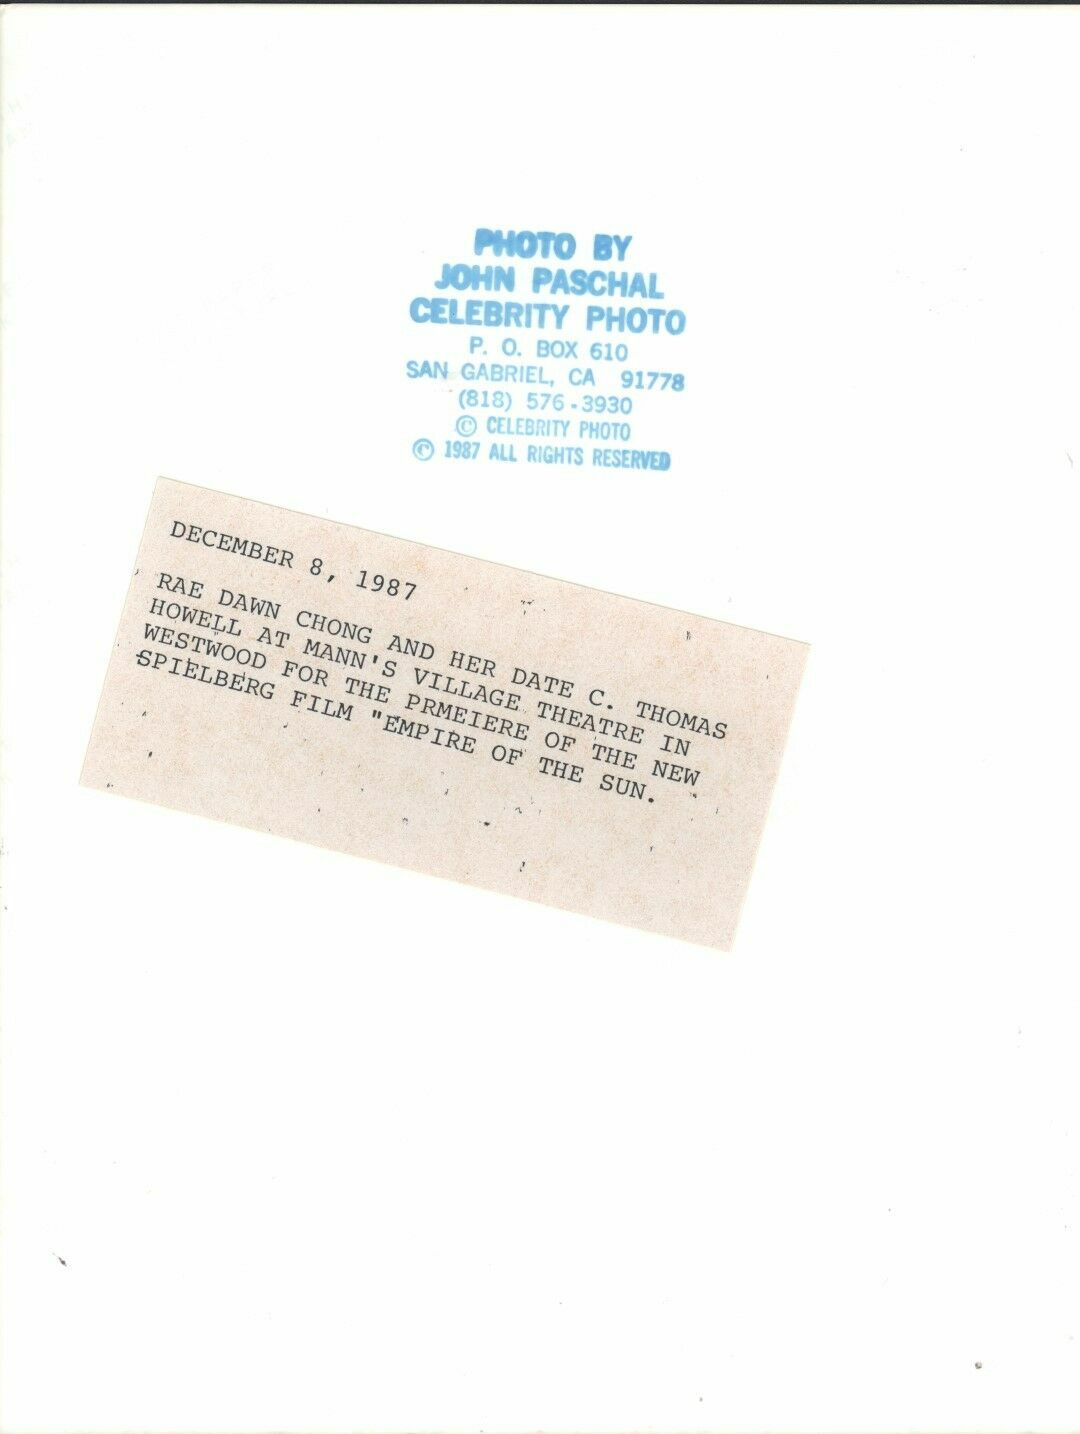 PHOTO BY
JOHN PASCHAL
CELEBRITY PHOTO
P. O. BOX 610
SAN GABRIEL, CA 91778
(818) 576-3930
© CELEBRITY PHOTO
© 1987 ALL RIGHTS RESERVED
DECEMBER 8, 1987
RAE DAWN CHONG AND HER DATE C. THOMAS
HOWELL AT MANN'S VILLAGE THEATRE IN
WESTWOOD FOR THE PRMEIERE OF THE NEW
SPIELBERG FILM "EMPIRE OF THE SUN.